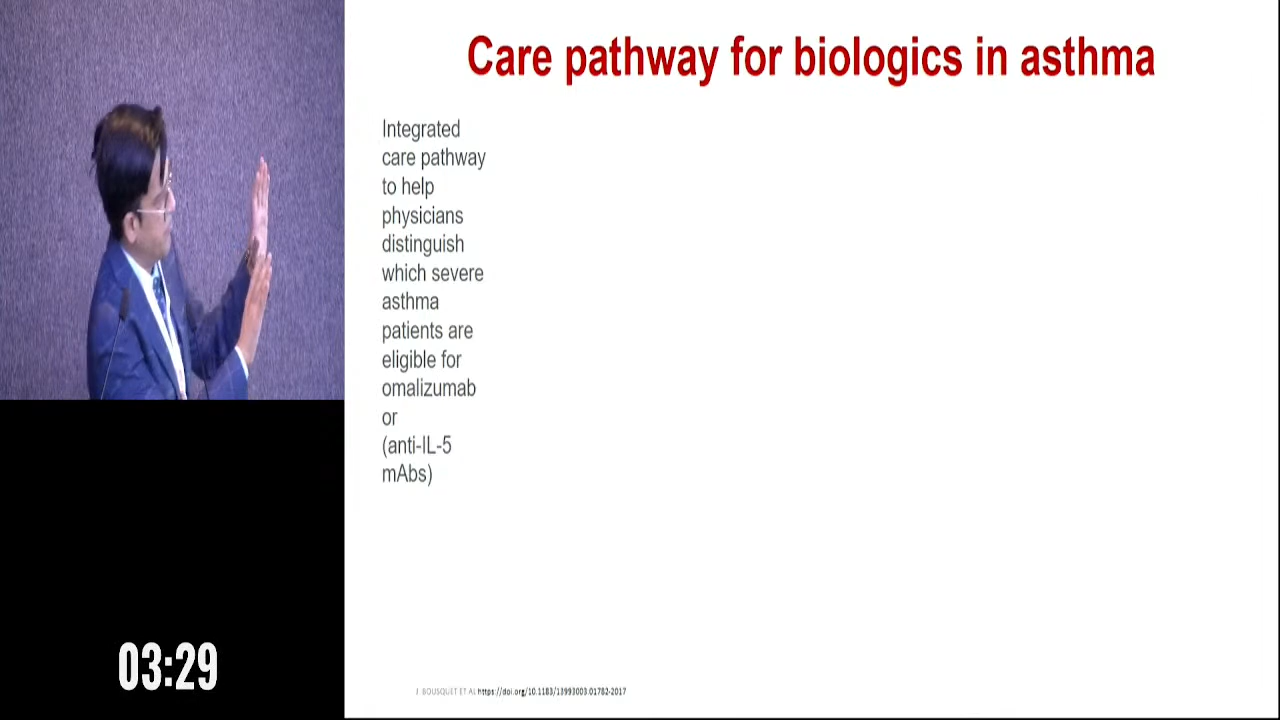 Care pathway for biologics in asthma
Integrated
care pathway
to help
physicians
distinguish
which severe
asthma
patients are
eligible for
omalizumab
or
(anti-IL-5
mAbs)
03:29
J. BOUSQUET ET AL https://doi.org/10.1183/13993003.01782-2017